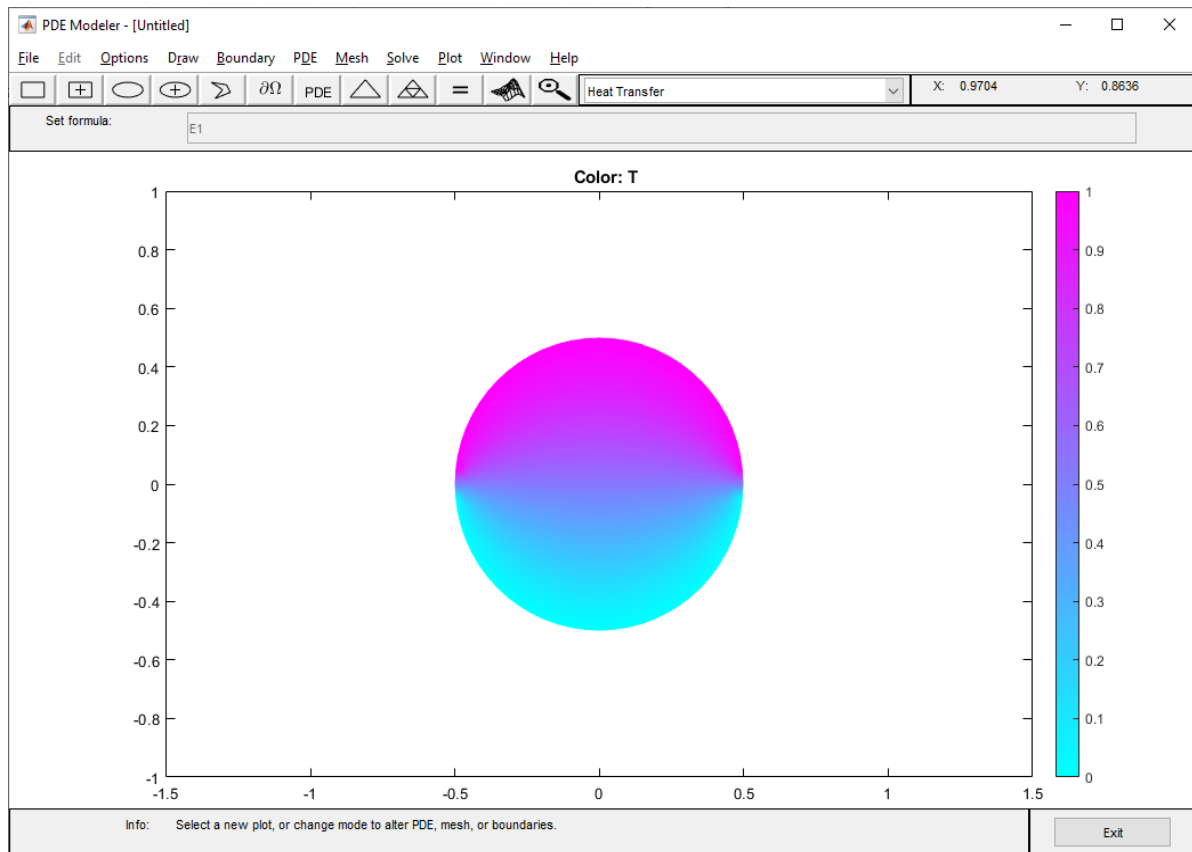 PDE Modeler - [Untitled]
File Edit Options Draw Boundary PDE Mesh Solve Plot Window Help
∂Ω PDE = Heat Transfer X: 0.9704 Y: 0.8636
Set formula: E1
Color: T
1
0.8
0.6
0.4
0.2
0
-0.2
-0.4
-0.6
-0.8
-1
-1.5 -1 -0.5 0 0.5 1 1.5
1
0.9
0.8
0.7
0.6
0.5
0.4
0.3
0.2
0.1
0
Info: Select a new plot, or change mode to alter PDE, mesh, or boundaries.
Exit